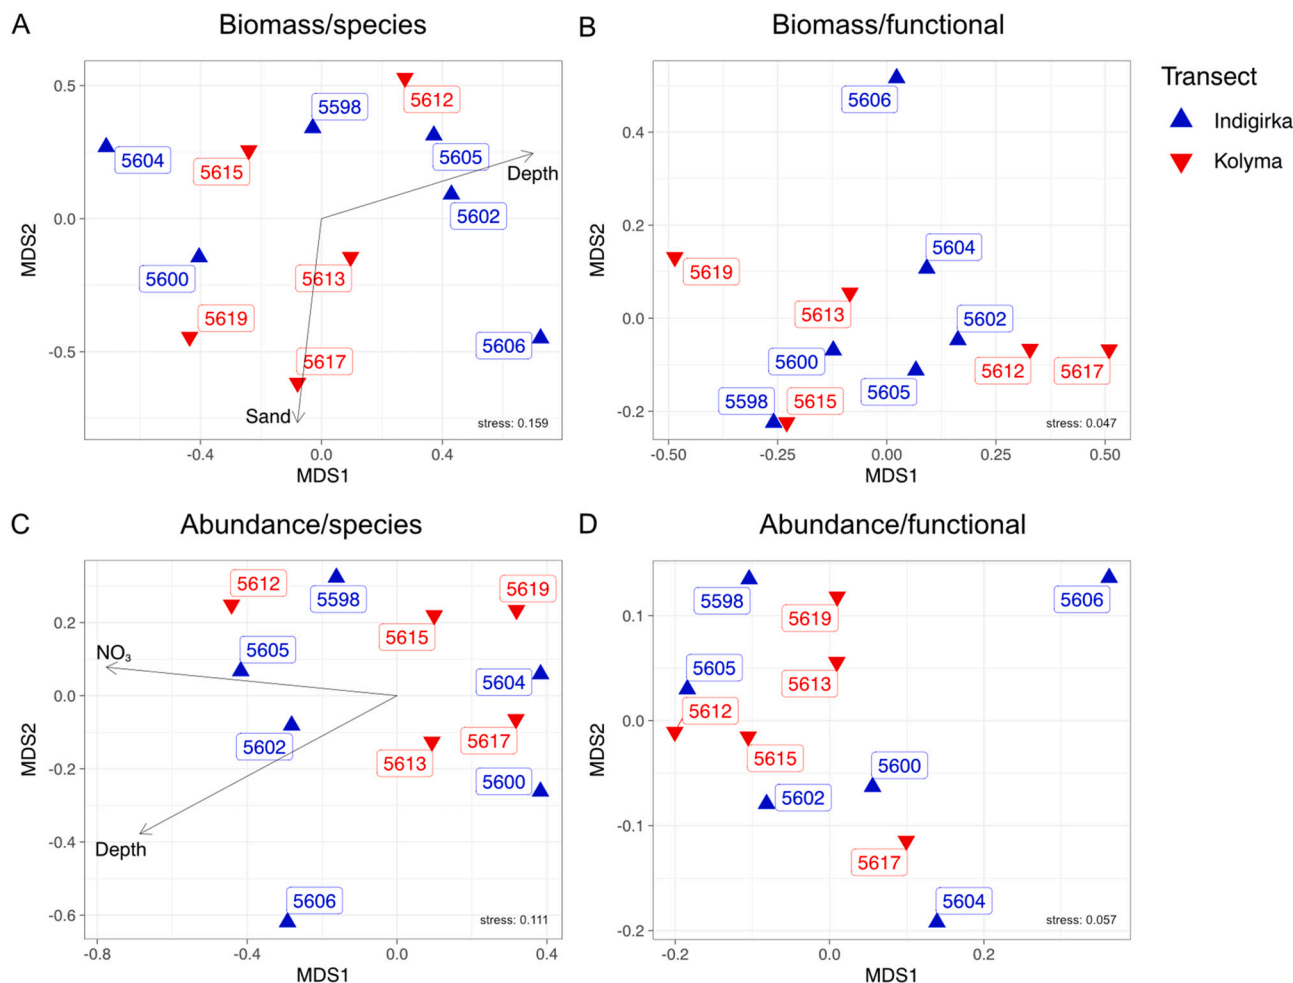 A
Biomass/species
B
Biomass/functional
Transect
Indigirka
Kolyma
MDS2
0.5
0.0
-0.5
5612
5598
5605
5604
5615
Depth
5602
5600
5613
5619
5606
5617
Sand
stress: 0.159
-0.4
0.0
0.4
MDS1
MDS2
0.4
0.2
0.0
-0.2
5606
5604
5619
5613
5602
5600
5605
5612
5617
5598
5615
stress: 0.047
-0.50
-0.25
0.00
0.25
0.50
MDS1
C
Abundance/species
D
Abundance/functional
MDS2
0.2
0.0
-0.2
-0.4
-0.6
5612
5598
5619
5615
5605
NO₃
5604
5602
5617
5613
5600
Depth
5606
stress: 0.111
-0.8
-0.4
0.0
0.4
MDS1
MDS2
0.1
0.0
-0.1
-0.2
5598
5606
5619
5605
5613
5612
5615
5600
5602
5617
5604
stress: 0.057
-0.2
0.0
0.2
MDS1